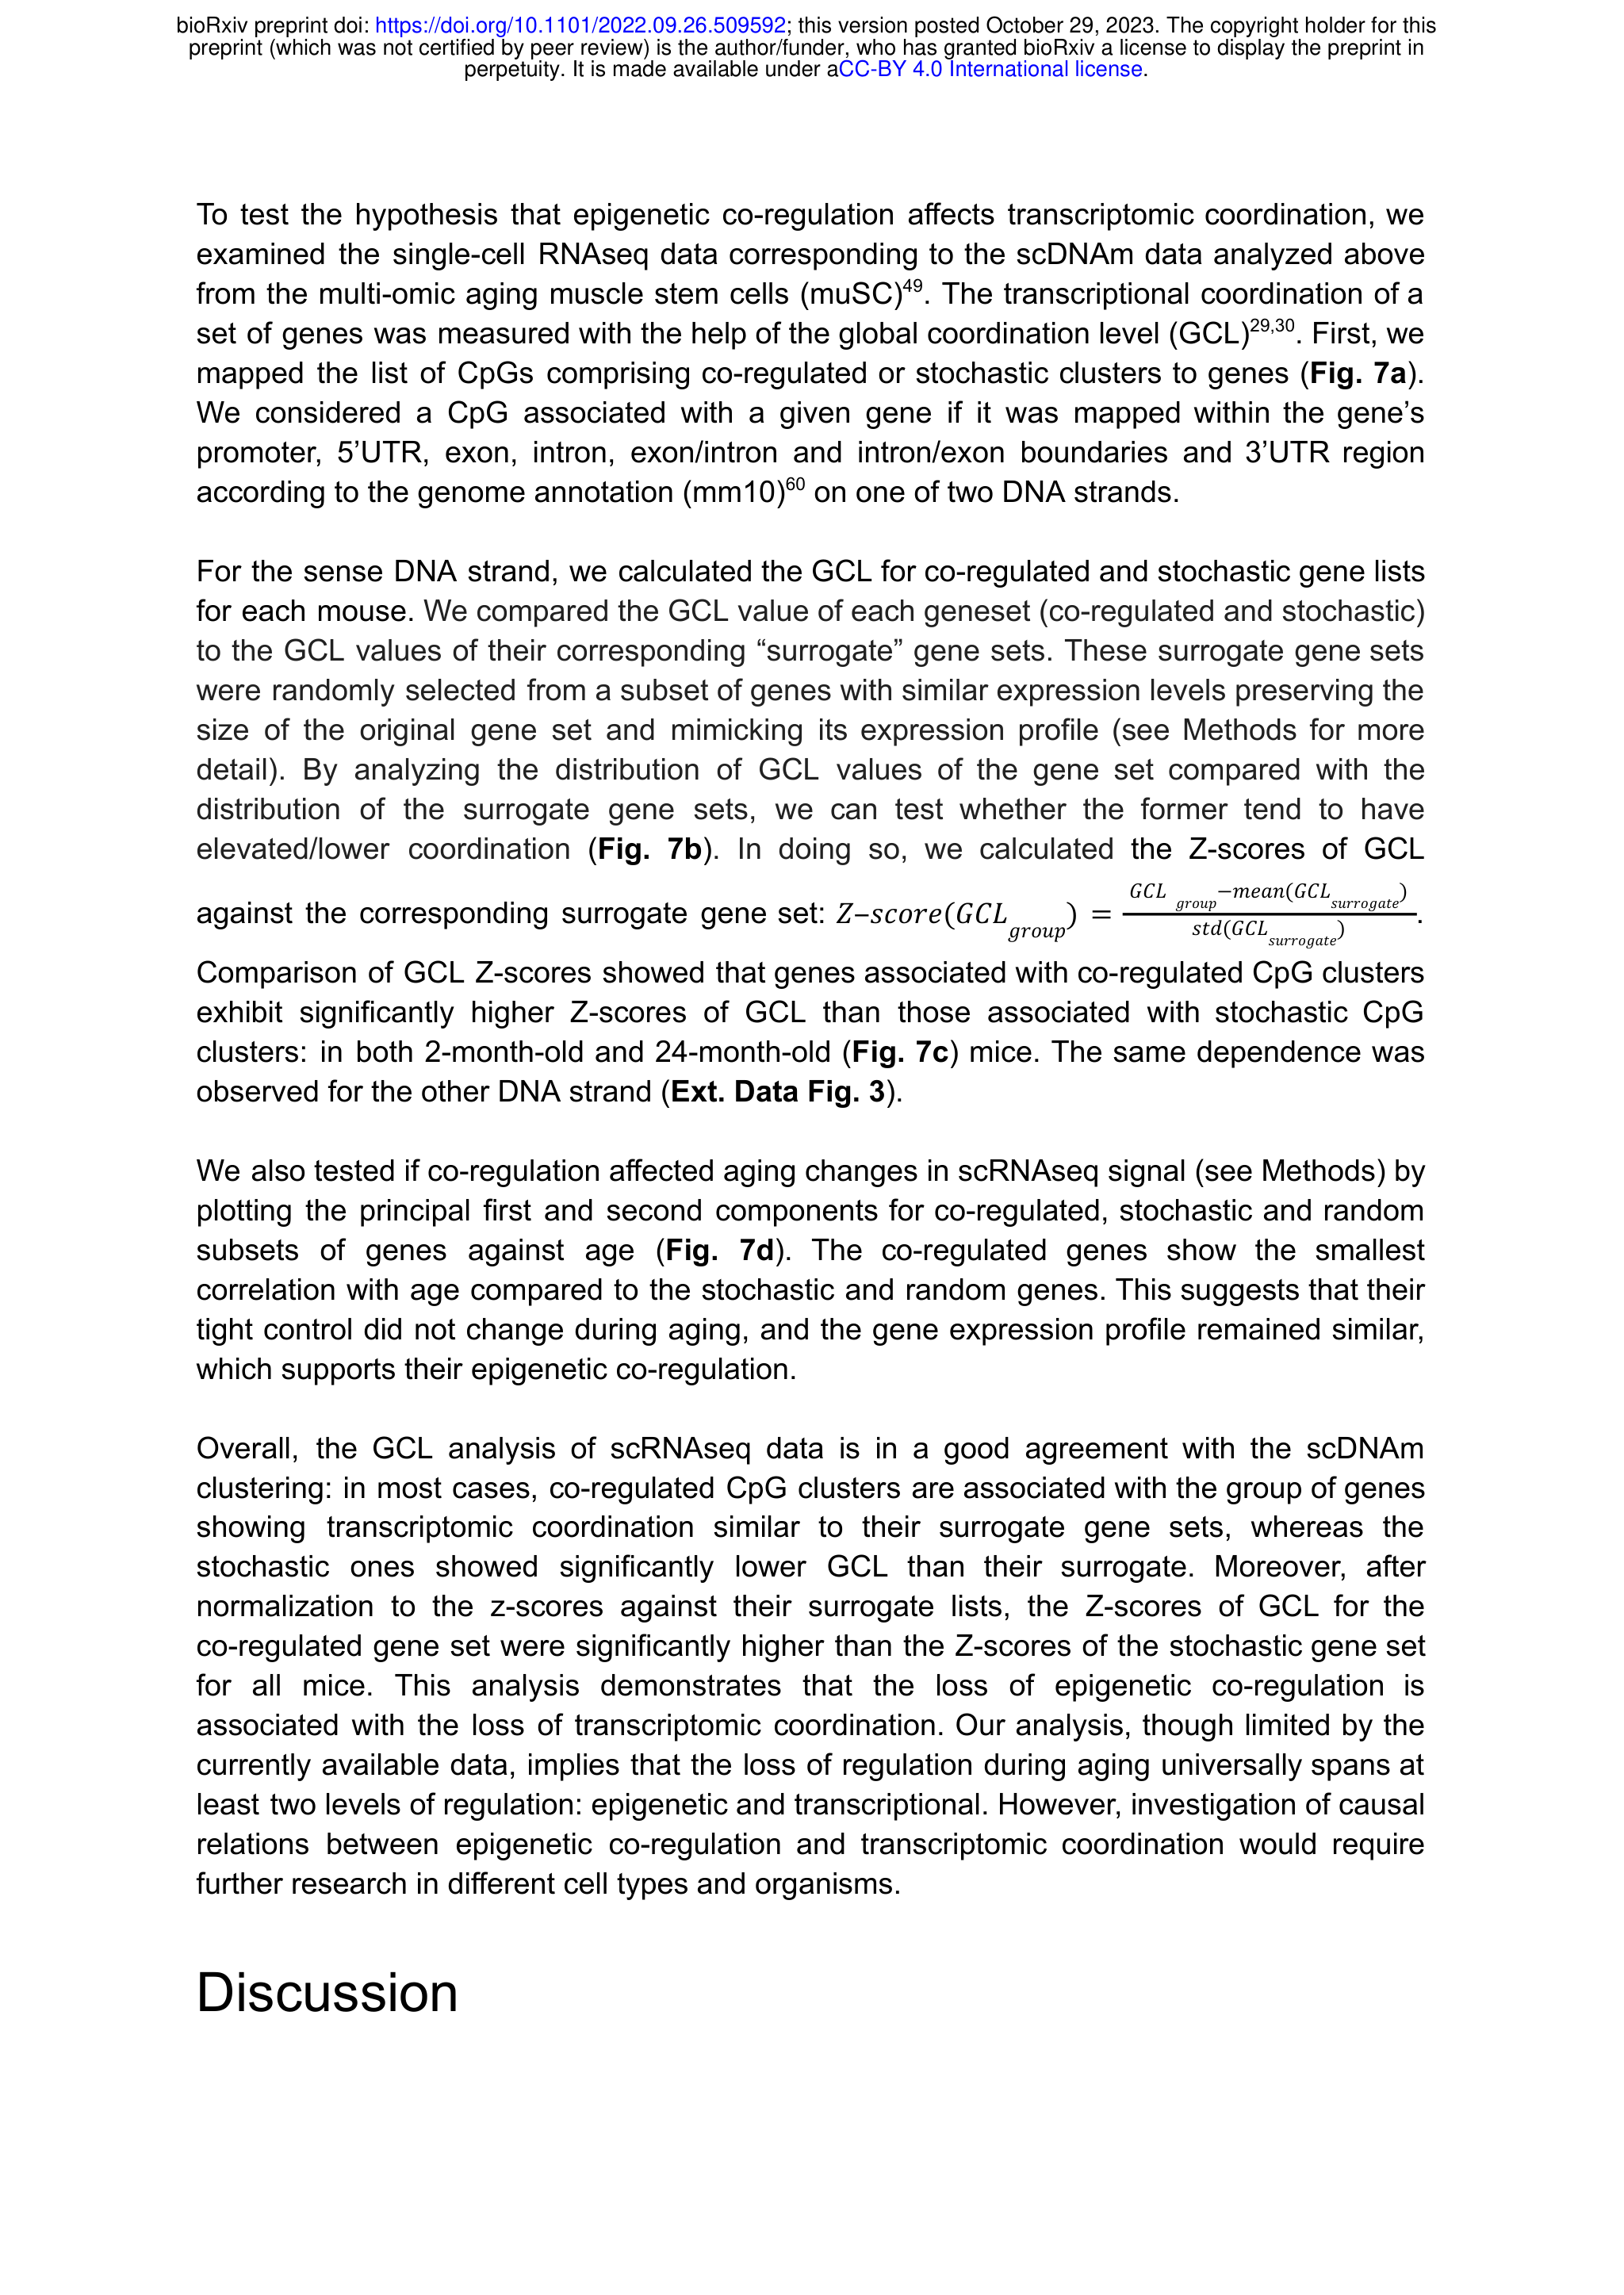 bioRxiv preprint doi: https://doi.org/10.1101/2022.09.26.509592; this version posted October 29, 2023. The copyright holder for this
preprint (which was not certified by peer review) is the author/funder, who has granted bioRxiv a license to display the preprint in
perpetuity. It is made available under aCC-BY 4.0 International license.
To test the hypothesis that epigenetic co-regulation affects transcriptomic coordination, we
examined the single-cell RNAseq data corresponding to the scDNAm data analyzed above
from the multi-omic aging muscle stem cells (muSC)49. The transcriptional coordination of a
set of genes was measured with the help of the global coordination level (GCL)29,30. First, we
mapped the list of CpGs comprising co-regulated or stochastic clusters to genes (Fig. 7a).
We considered a CpG associated with a given gene if it was mapped within the gene’s
promoter, 5’UTR, exon, intron, exon/intron and intron/exon boundaries and 3’UTR region
according to the genome annotation (mm10)60 on one of two DNA strands.
For the sense DNA strand, we calculated the GCL for co-regulated and stochastic gene lists
for each mouse. We compared the GCL value of each geneset (co-regulated and stochastic)
to the GCL values of their corresponding “surrogate” gene sets. These surrogate gene sets
were randomly selected from a subset of genes with similar expression levels preserving the
size of the original gene set and mimicking its expression profile (see Methods for more
detail). By analyzing the distribution of GCL values of the gene set compared with the
distribution of the surrogate gene sets, we can test whether the former tend to have
elevated/lower coordination (Fig. 7b). In doing so, we calculated the Z-scores of GCL
against the corresponding surrogate gene set: Z–score(GCL_group) = (GCL_group −mean(GCL_surrogate)) / std(GCL_surrogate).
Comparison of GCL Z-scores showed that genes associated with co-regulated CpG clusters
exhibit significantly higher Z-scores of GCL than those associated with stochastic CpG
clusters: in both 2-month-old and 24-month-old (Fig. 7c) mice. The same dependence was
observed for the other DNA strand (Ext. Data Fig. 3).
We also tested if co-regulation affected aging changes in scRNAseq signal (see Methods) by
plotting the principal first and second components for co-regulated, stochastic and random
subsets of genes against age (Fig. 7d). The co-regulated genes show the smallest
correlation with age compared to the stochastic and random genes. This suggests that their
tight control did not change during aging, and the gene expression profile remained similar,
which supports their epigenetic co-regulation.
Overall, the GCL analysis of scRNAseq data is in a good agreement with the scDNAm
clustering: in most cases, co-regulated CpG clusters are associated with the group of genes
showing transcriptomic coordination similar to their surrogate gene sets, whereas the
stochastic ones showed significantly lower GCL than their surrogate. Moreover, after
normalization to the z-scores against their surrogate lists, the Z-scores of GCL for the
co-regulated gene set were significantly higher than the Z-scores of the stochastic gene set
for all mice. This analysis demonstrates that the loss of epigenetic co-regulation is
associated with the loss of transcriptomic coordination. Our analysis, though limited by the
currently available data, implies that the loss of regulation during aging universally spans at
least two levels of regulation: epigenetic and transcriptional. However, investigation of causal
relations between epigenetic co-regulation and transcriptomic coordination would require
further research in different cell types and organisms.
Discussion